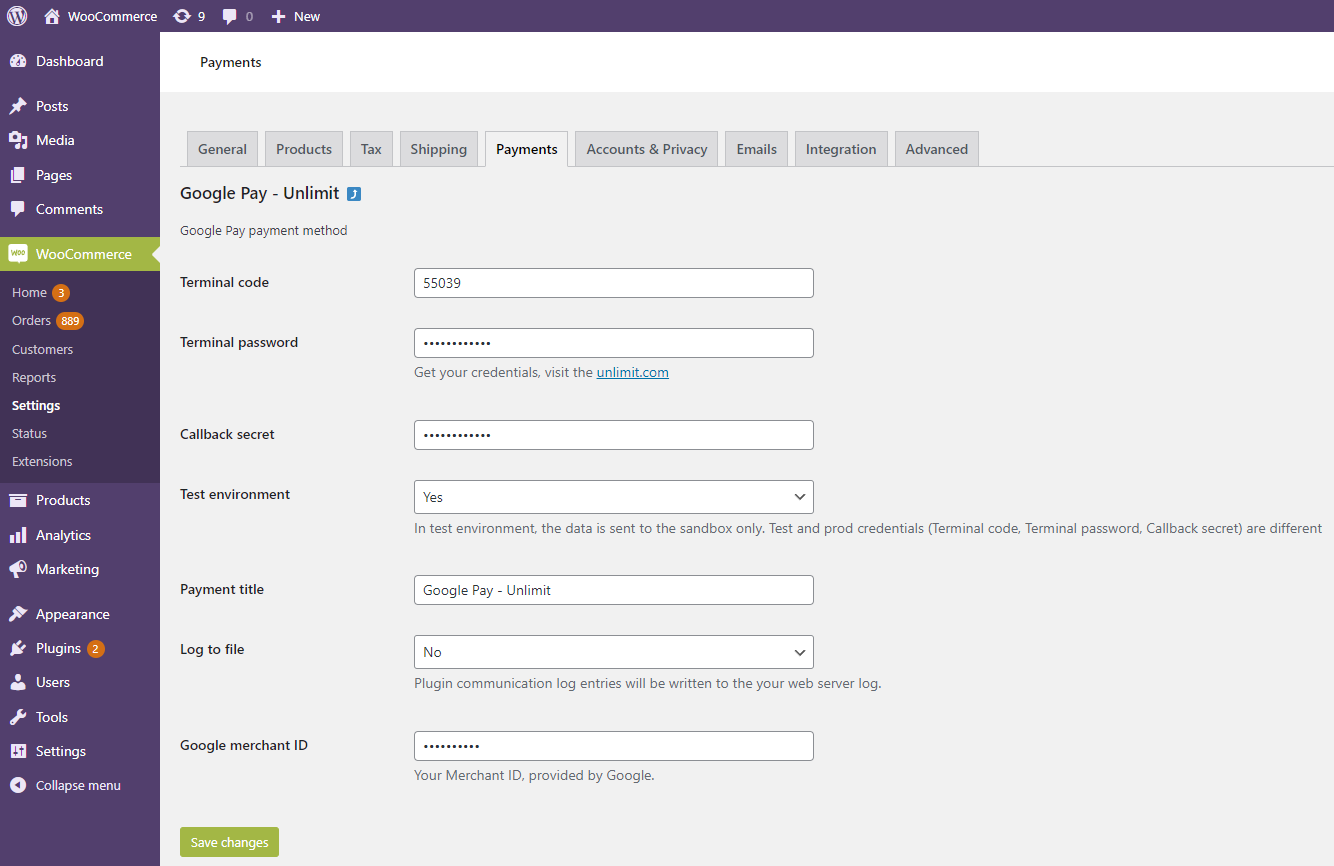 WooCommerce 9 0 New
Dashboard
Posts
Media
Pages
Comments
WOO WooCommerce
Home 3
Orders 889
Customers
Reports
Settings
Status
Extensions
Products
Analytics
Marketing
Appearance
Plugins 2
Users
Tools
Settings
Collapse menu
Payments
General Products Tax Shipping Payments Accounts & Privacy Emails Integration Advanced
Google Pay - Unlimit ⤴
Google Pay payment method
Terminal code 55039
Terminal password ••••••••••••
Get your credentials, visit the unlimit.com
Callback secret ••••••••••••
Test environment Yes
In test environment, the data is sent to the sandbox only. Test and prod credentials (Terminal code, Terminal password, Callback secret) are different
Payment title Google Pay - Unlimit
Log to file No
Plugin communication log entries will be written to the your web server log.
Google merchant ID ••••••••••
Your Merchant ID, provided by Google.
Save changes